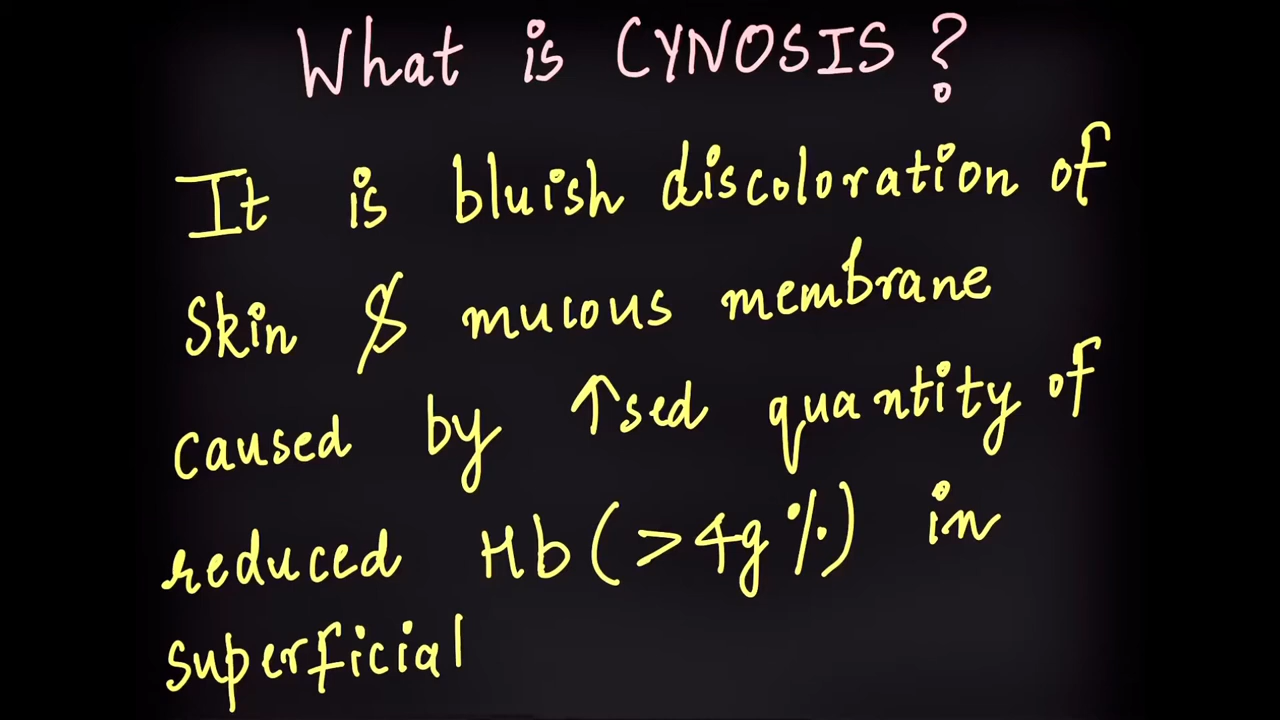 What is CYNOSIS?
It is bluish discoloration of
Skin & mucous membrane
caused by ↑sed quantity of
reduced Hb (>4g%) in
superficial